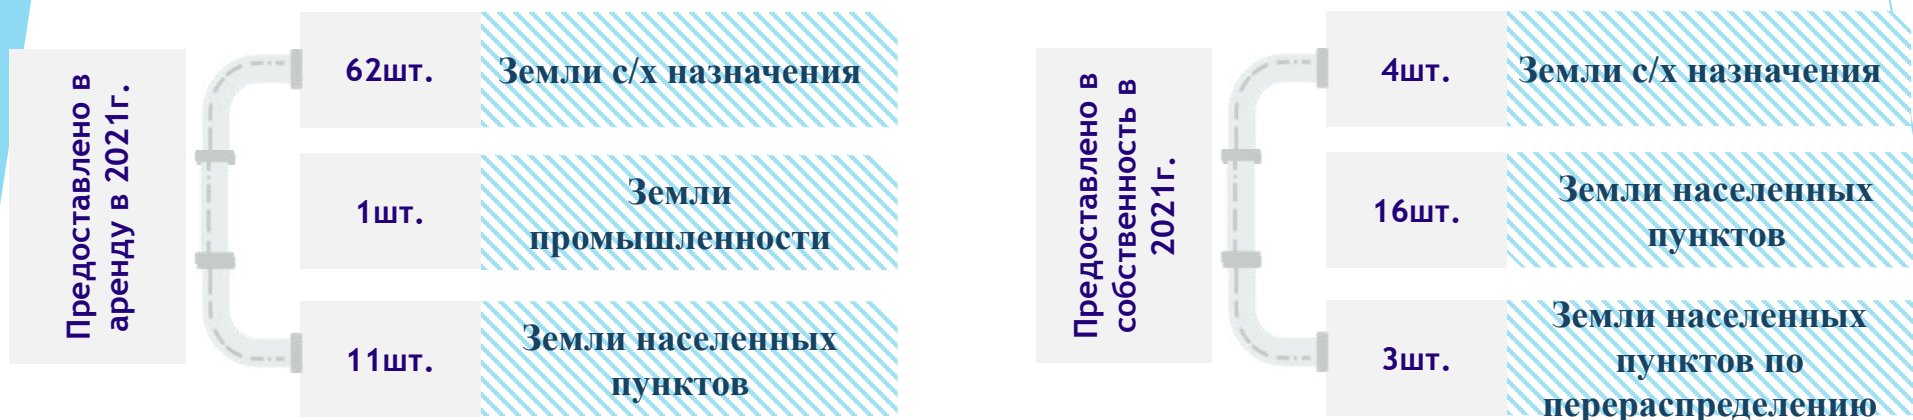 Предоставлено в
аренду в 2021г.
62шт.
Земли с/х назначения
1шт.
Земли
промышленности
11шт.
Земли населенных
пунктов
Предоставлено в
собственность в
2021г.
4шт.
Земли с/х назначения
16шт.
Земли населенных
пунктов
3шт.
Земли населенных
пунктов по
перераспределению